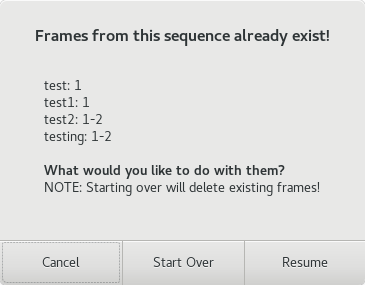 Frames from this sequence already exist!
test: 1
test1: 1
test2: 1-2
testing: 1-2
What would you like to do with them?
NOTE: Starting over will delete existing frames!
Cancel
Start Over
Resume